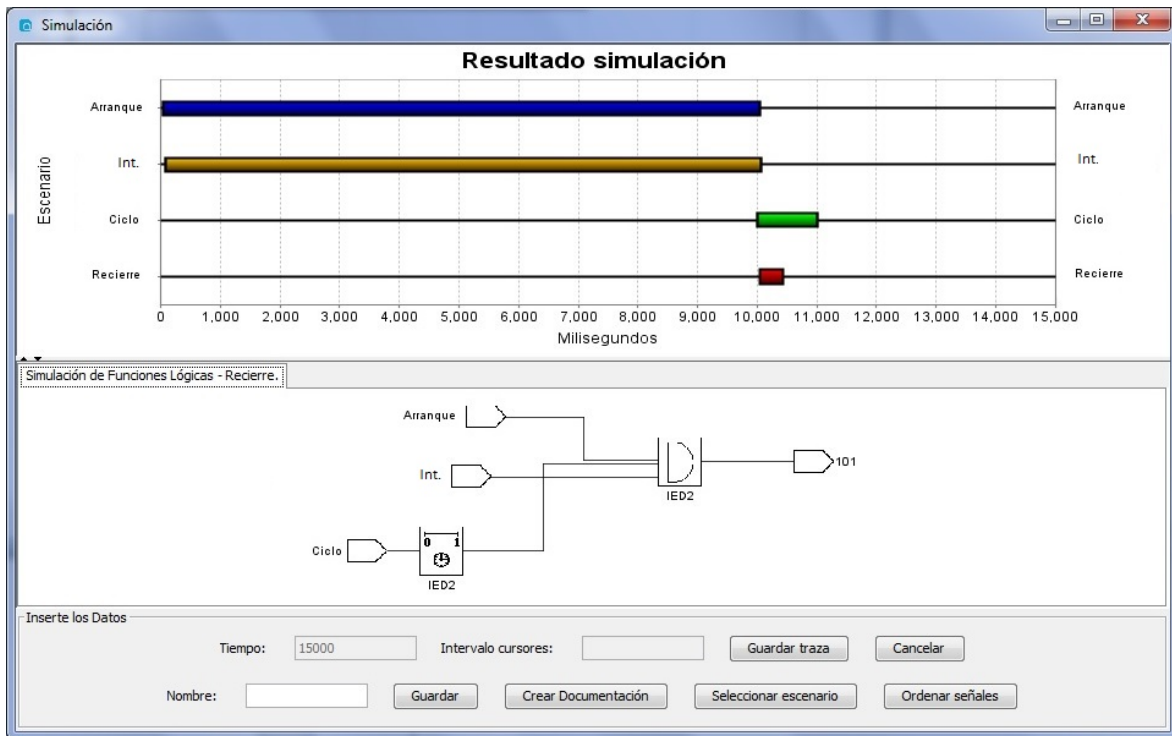 Simulación
Resultado simulación
Escenario
Arranque
Arranque
Int.
Int.
Ciclo
Ciclo
Recierre
Recierre
0 1,000 2,000 3,000 4,000 5,000 6,000 7,000 8,000 9,000 10,000 11,000 12,000 13,000 14,000 15,000
Milisegundos
Simulación de Funciones Lógicas - Recierre.
Arranque
Int.
101
IED2
Ciclo
0 1
IED2
Inserte los Datos
Tiempo: 15000 Intervalo cursores: Guardar traza Cancelar
Nombre: Guardar Crear Documentación Seleccionar escenario Ordenar señales